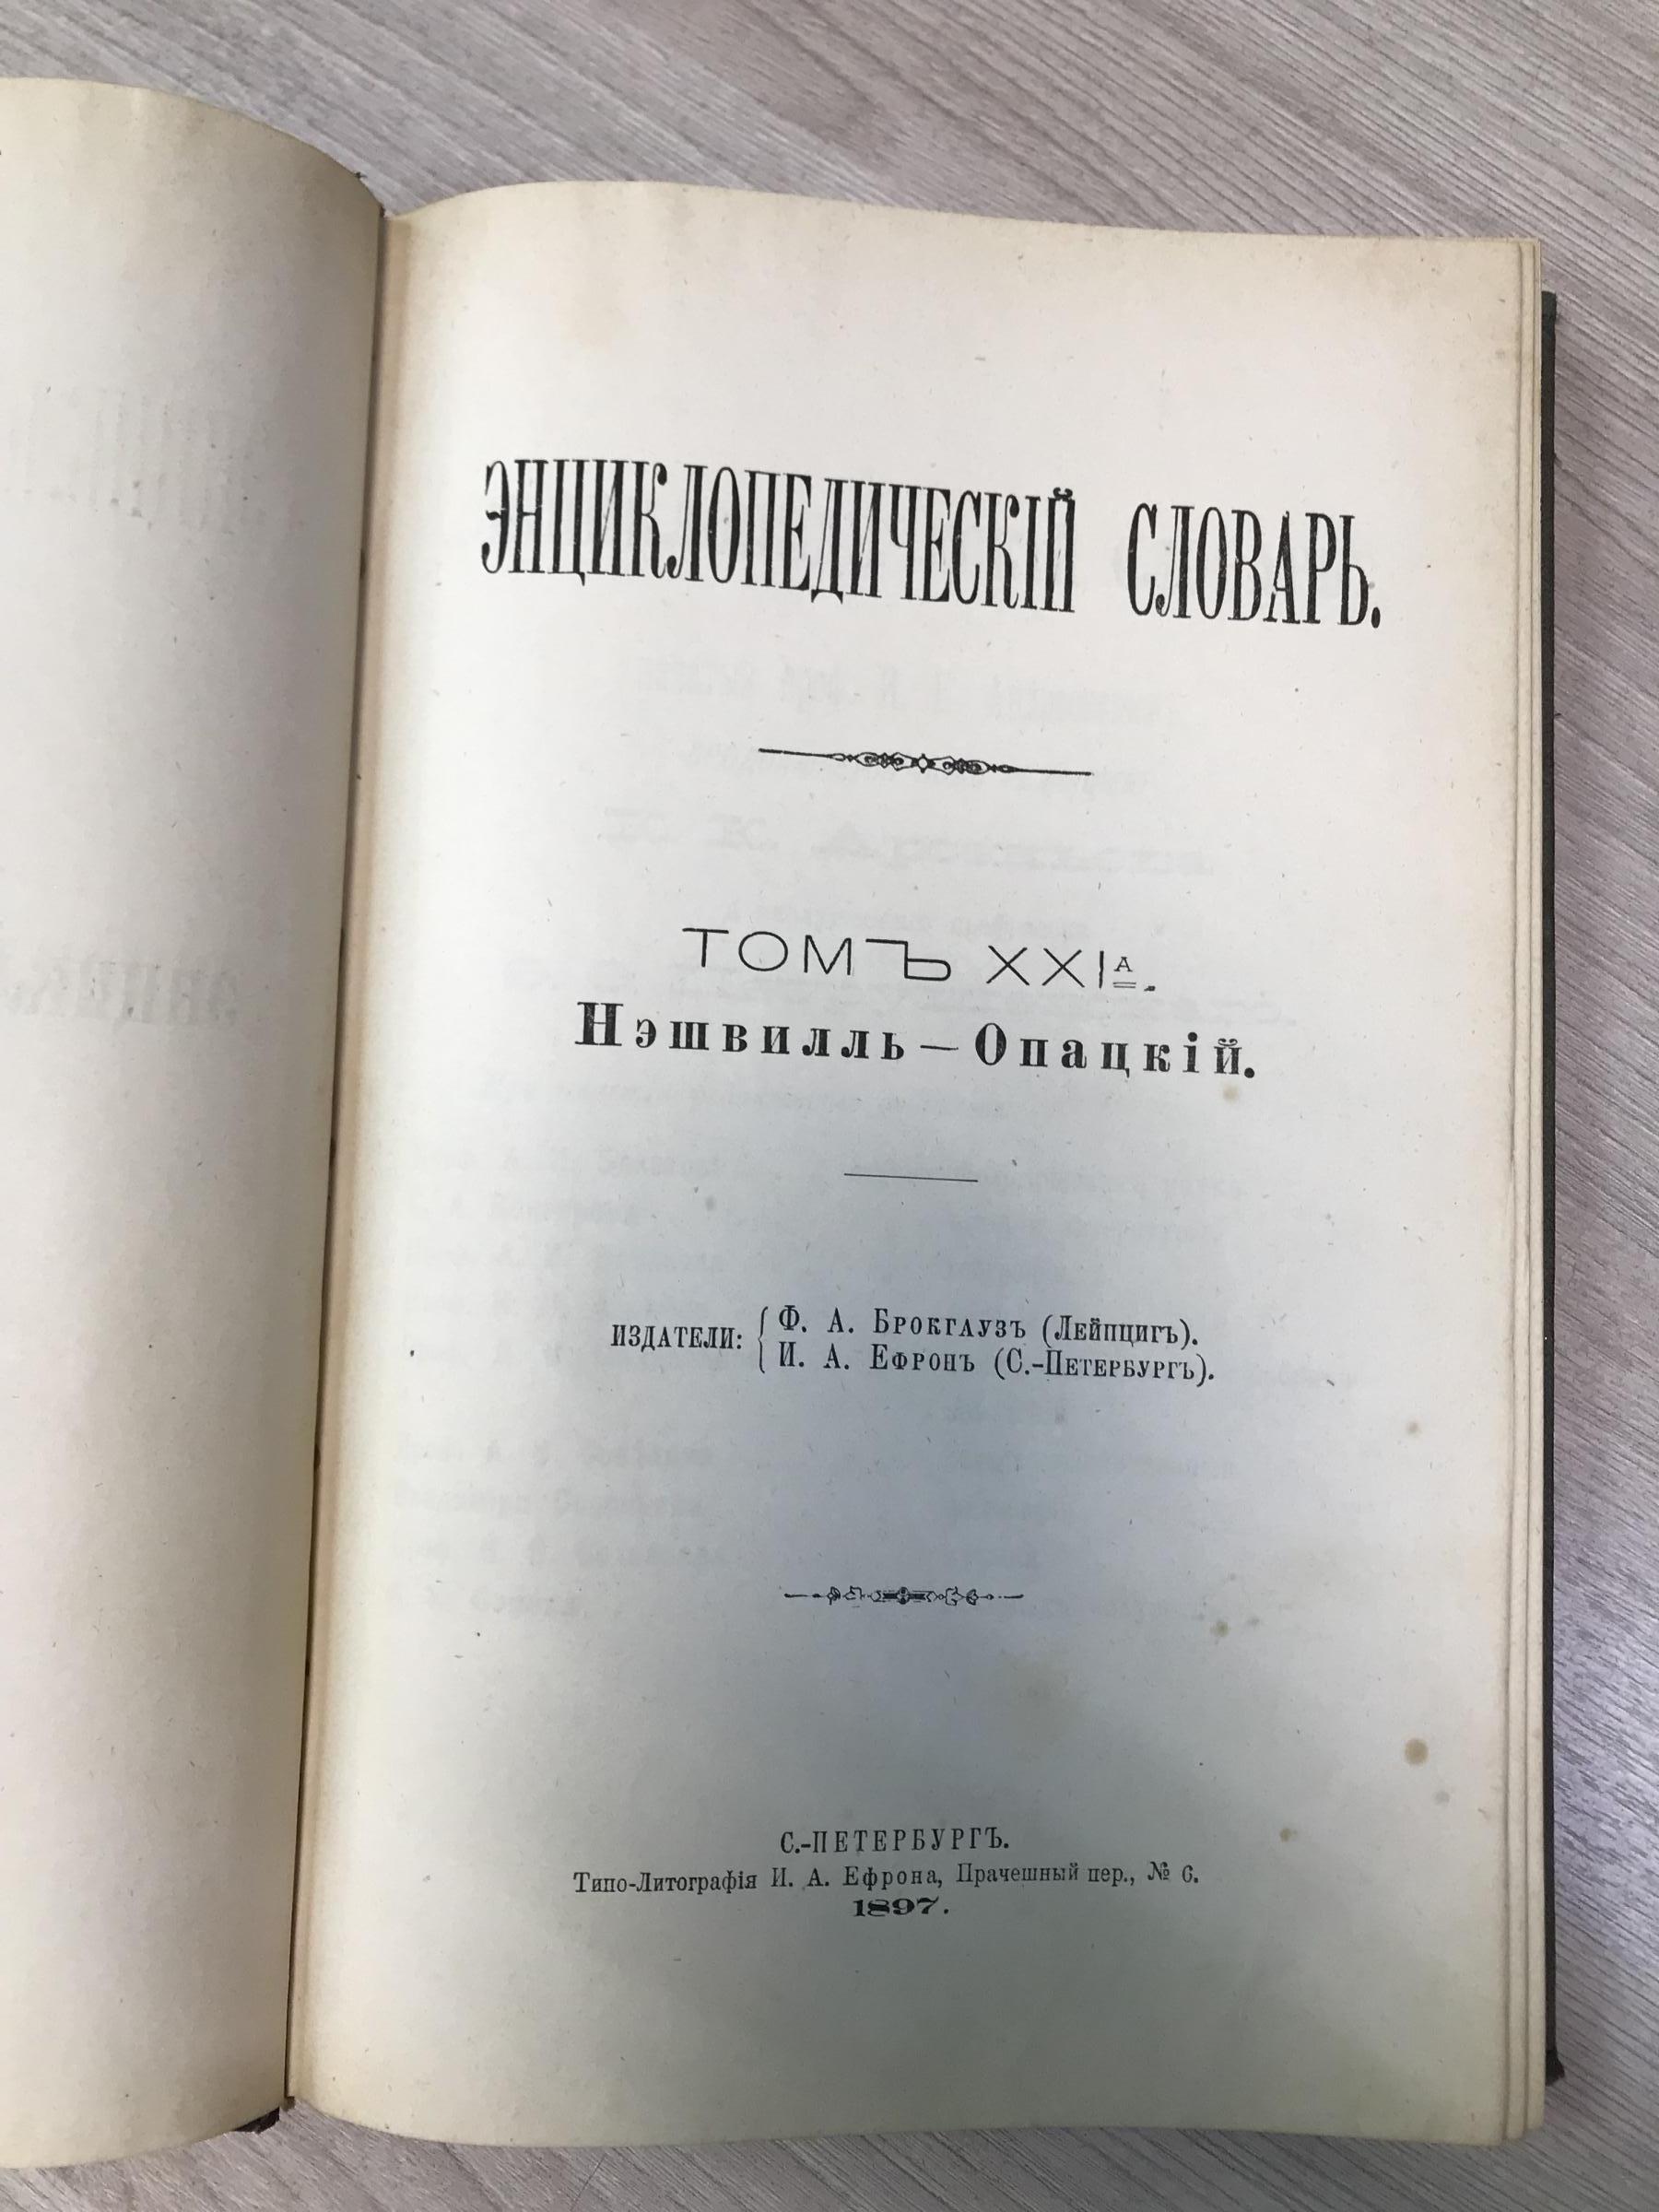 ЭНЦИКЛОПЕДИЧЕСКІЙ СЛОВАРЬ.
ТОМЪ XXIА.
Нэшвилль — Опацкій.
ИЗДАТЕЛИ:
Ф. А. БРОКГАУЗЪ (ЛЕЙПЦИГЪ).
И. А. ЕФРОНЪ (С.-ПЕТЕРБУРГЪ).
С.-ПЕТЕРБУРГЪ.
Типо-Литографія И. А. Ефрона, Прачешный пер., № 6.
1897.